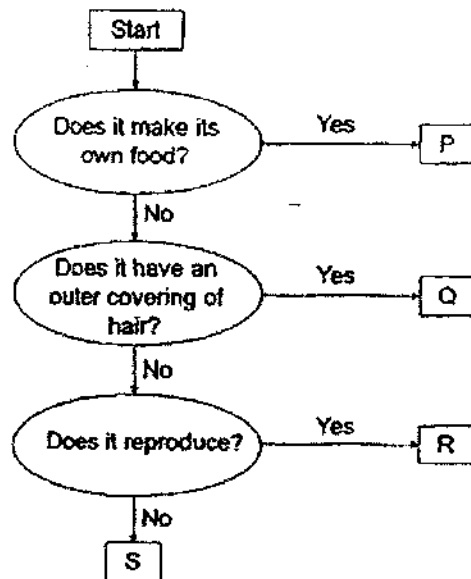 Start
Does it make its
own food?
Yes
P
No
Does it have an
outer covering of
hair?
Yes
Q
No
Does it reproduce?
Yes
R
No
S